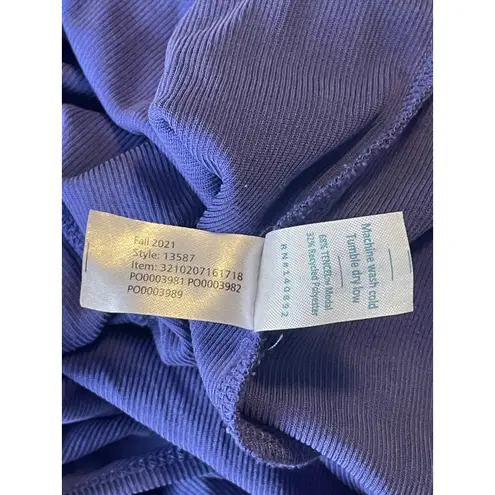 Fall 2021
Style: 13587
Item: 3210207161718
PO0003981 PO0003982
PO0003989
Machine wash cold
Tumble dry low
68% TENCEL™ Modal
32% Recycled Polyester
RN#140892